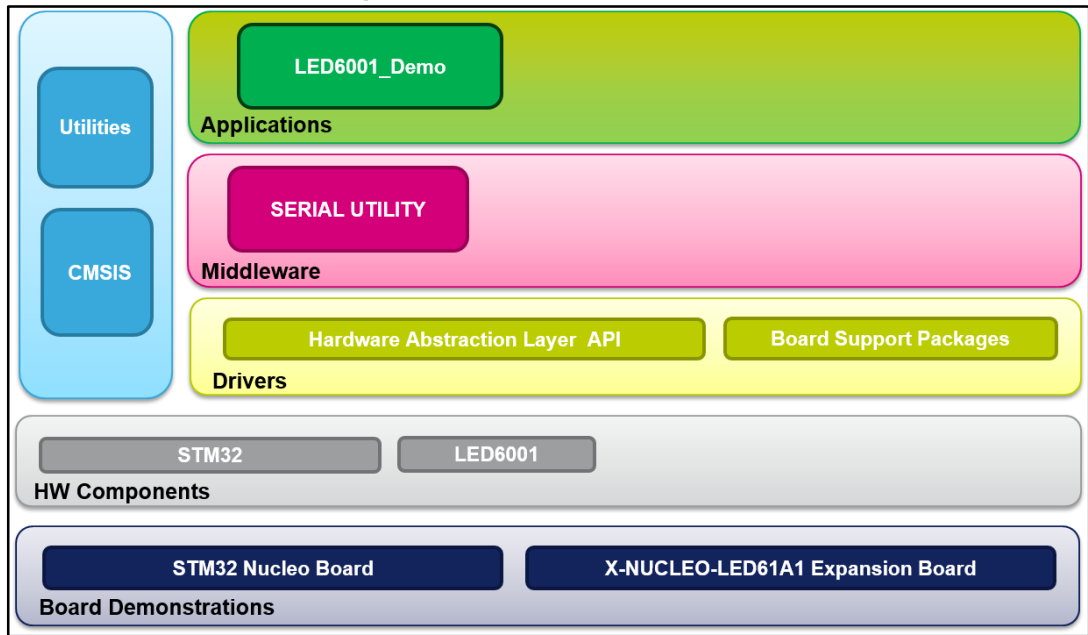 Utilities
CMSIS
LED6001_Demo
Applications
SERIAL UTILITY
Middleware
Hardware Abstraction Layer  API
Board Support Packages
Drivers
STM32
LED6001
HW Components
STM32 Nucleo Board
X-NUCLEO-LED61A1 Expansion Board
Board Demonstrations